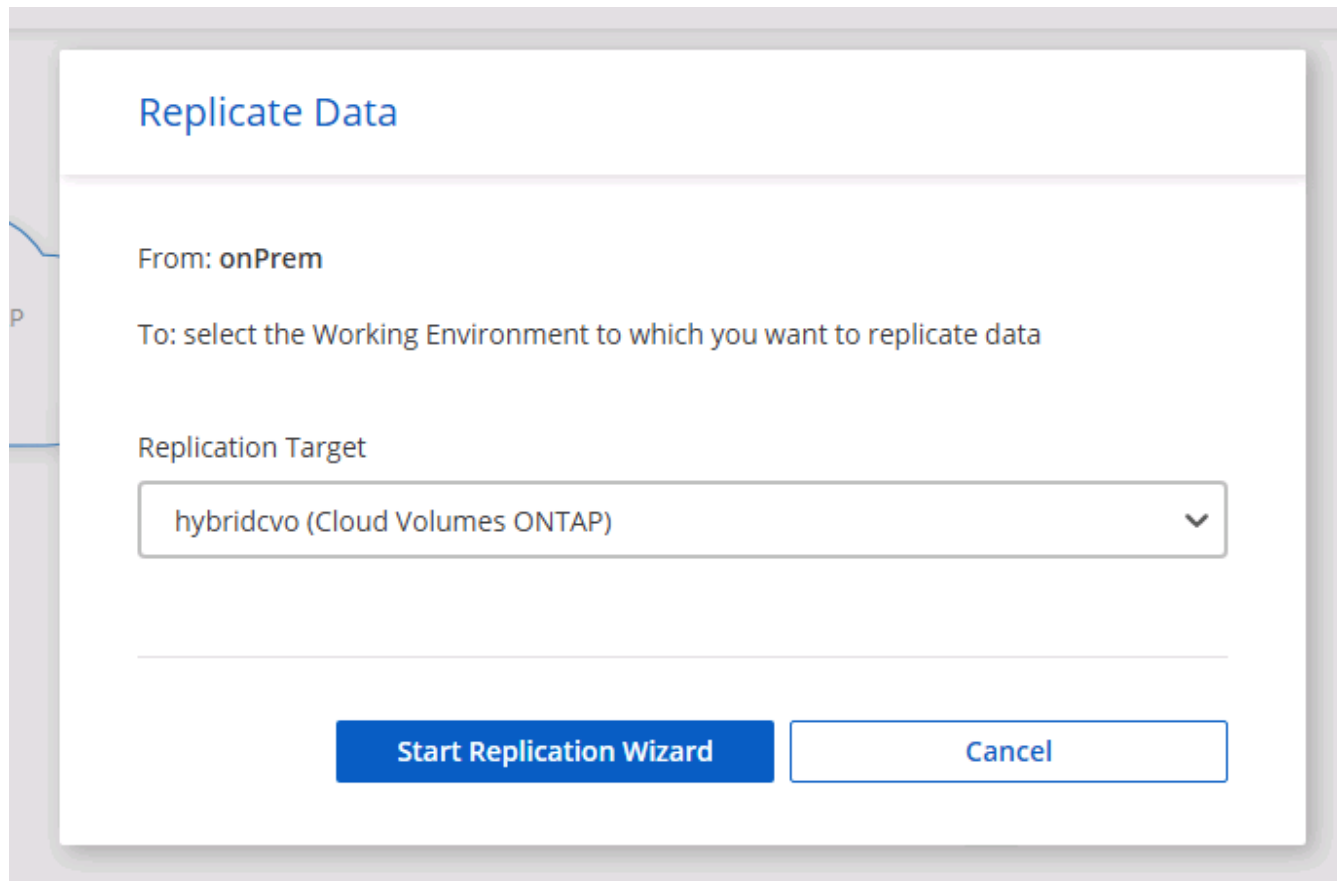 Replicate Data
From: onPrem
P
To: select the Working Environment to which you want to replicate data
Replication Target
hybridcvo (Cloud Volumes ONTAP)
Start Replication Wizard
Cancel